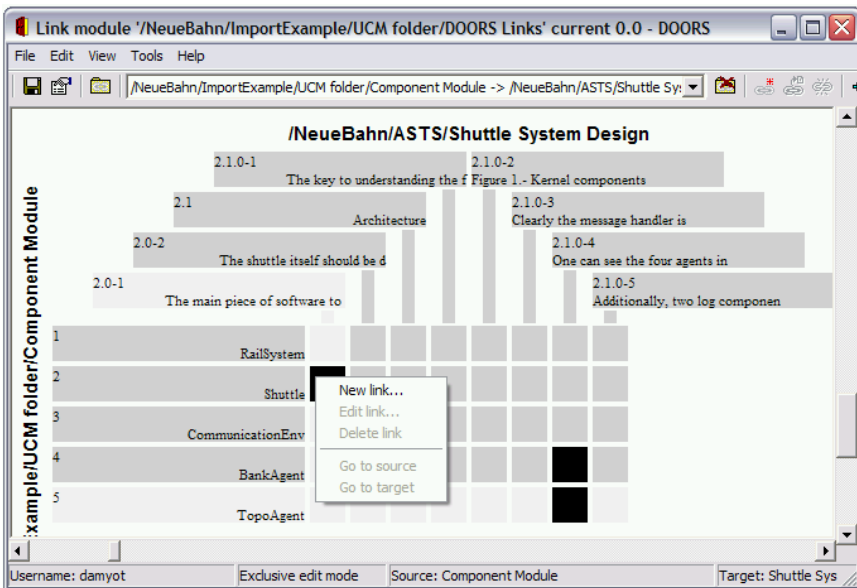 Link module '/NeueBahn/ImportExample/UCM folder/DOORS Links' current 0.0 - DOORS
File Edit View Tools Help
/NeueBahn/ImportExample/UCM folder/Component Module -> /NeueBahn/ASTS/Shuttle Sy
/NeueBahn/ASTS/Shuttle System Design
2.1.0-1
The key to understanding the f
2.1.0-2
Figure 1.- Kernel components
2.1
Architecture
2.1.0-3
Clearly the message handler is
2.0-2
The shuttle itself should be d
2.1.0-4
One can see the four agents in
2.0-1
The main piece of software to
2.1.0-5
Additionally, two log componen
xample/UCM folder/Component Module
1
RailSystem
2
Shuttle
3
CommunicationEnv
4
BankAgent
5
TopoAgent
New link...
Edit link...
Delete link
Go to source
Go to target
Username: damyot
Exclusive edit mode
Source: Component Module
Target: Shuttle Sys